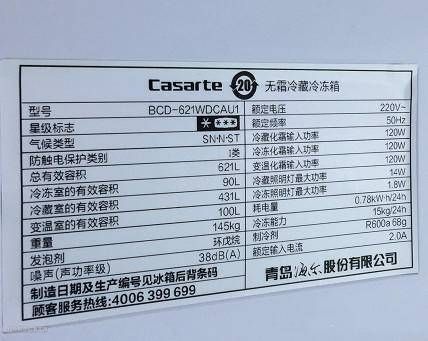 Casarte 20 无霜冷藏冷冻箱
型号 BCD-621WDCAU1
星级标志
气候类型 SN·N·ST
防触电保护类别 I类
总有效容积 621L
冷冻室的有效容积 90L
冷藏室的有效容积 431L
变温室的有效容积 100L
重量 145kg
发泡剂 环戊烷
噪声(声功率级) 38dB(A)
制造日期及产品编号见冰箱后背条码
顾客服务热线:4006 399 699
额定电压 220V~
额定频率 50Hz
冷藏化霜输入功率 120W
冷冻化霜输入功率 120W
变温化霜输入功率 120W
冷藏照明灯最大功率 14W
冷冻照明灯最大功率 1.8W
耗电量 0.78kW·h/24h
冷冻能力 15kg/24h
制冷剂 R600a 68g
额定输入电流 2.0A
青岛海尔股份有限公司